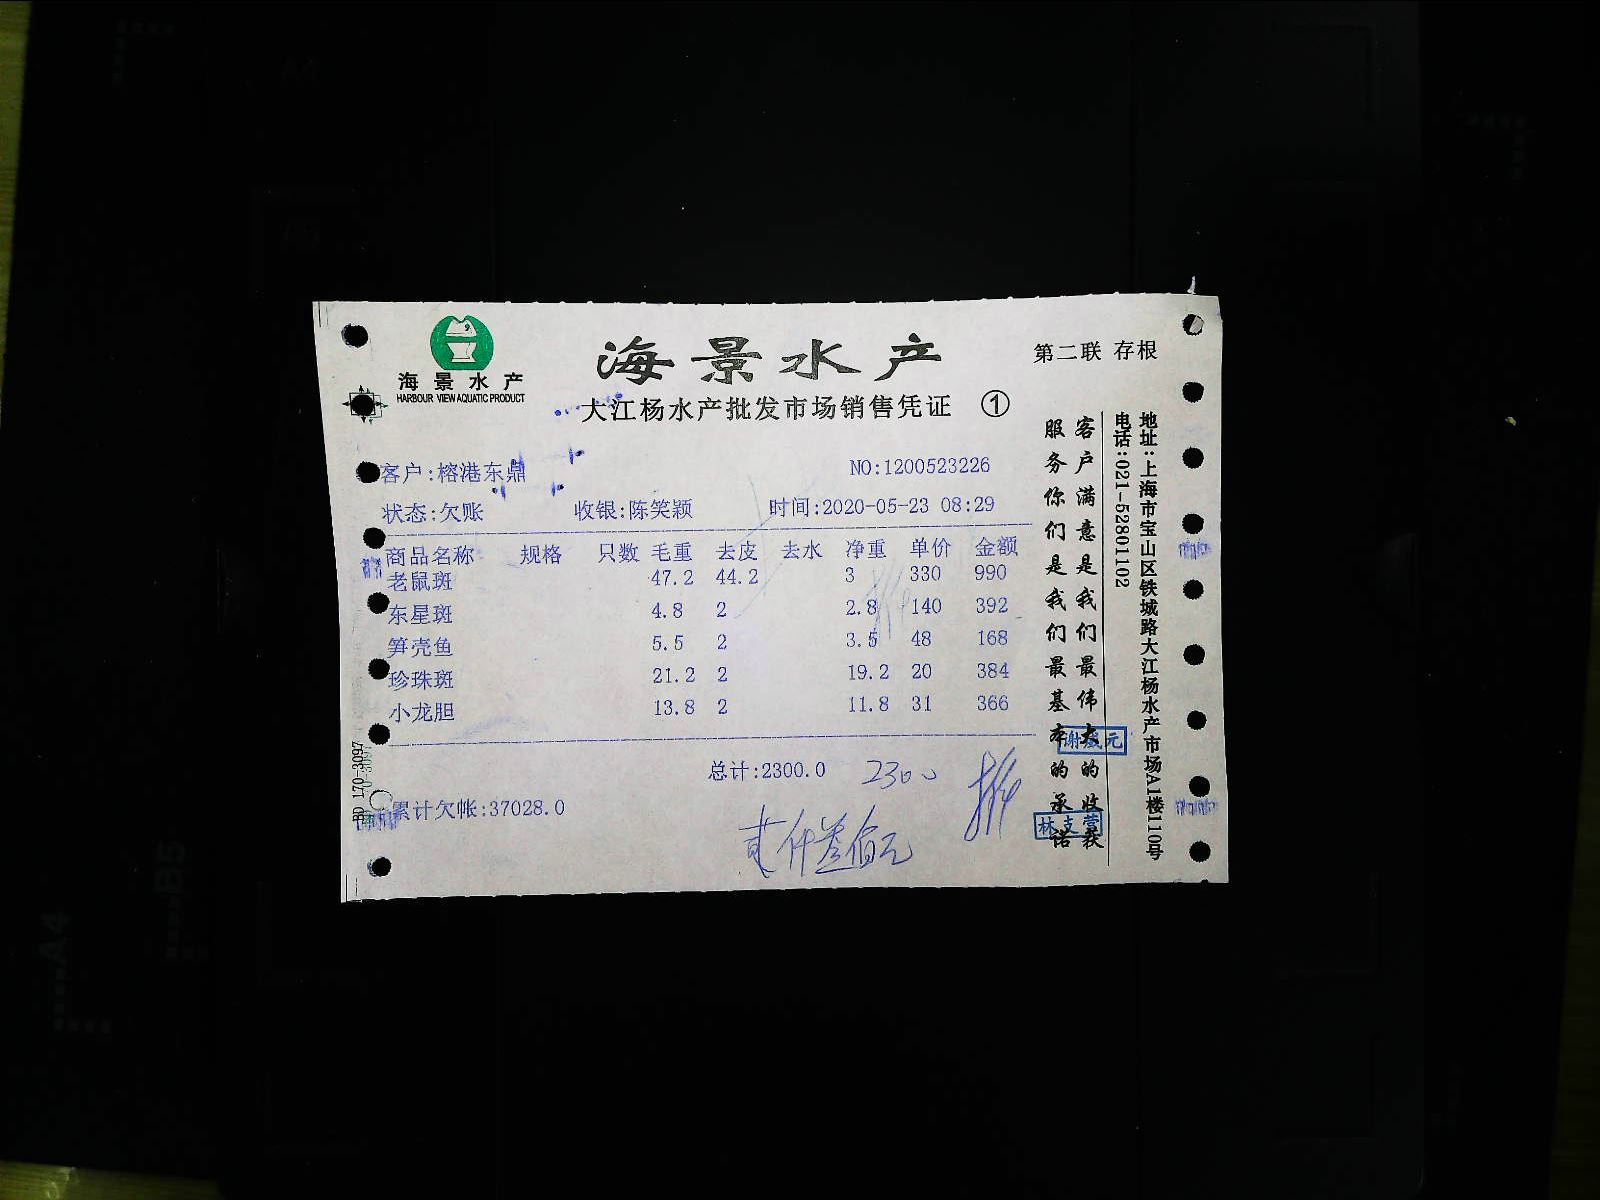 海景水产
HARBOUR VIEW AQUATIC PRODUCT
海景水产
第二联 存根
大江杨水产批发市场销售凭证 ①
客户:榕港东鼎
NO:1200523226
状态:欠账 收银:陈笑颖 时间:2020-05-23 08:29
商品名称 规格 只数 毛重 去皮 去水 净重 单价 金额
老鼠斑 47.2 44.2 3 330 990
东星斑 4.8 2 2.8 140 392
笋壳鱼 5.5 2 3.5 48 168
珍珠斑 21.2 2 19.2 20 384
小龙胆 13.8 2 11.8 31 366
总计:2300.0 2300
累计欠帐:37028.0
贰仟叁佰元
客户满意是我们最伟大的收获
服务你们是我们最基本的承诺
地址:上海市宝山区铁城路大江杨水产市场A1楼110号
电话:021-52801102
林支营
170-3097